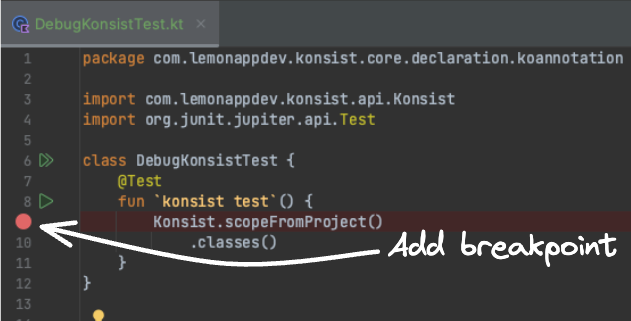 DebugKonsistTest.kt
1 package com.lemonappdev.konsist.core.declaration.koannotation
2
3 import com.lemonappdev.konsist.api.Konsist
4 import org.junit.jupiter.api.Test
5
6 class DebugKonsistTest {
7 @Test
8 fun `konsist test`() {
Konsist.scopeFromProject()
10 .classes()
Add breakpoint
11 }
12 }
13